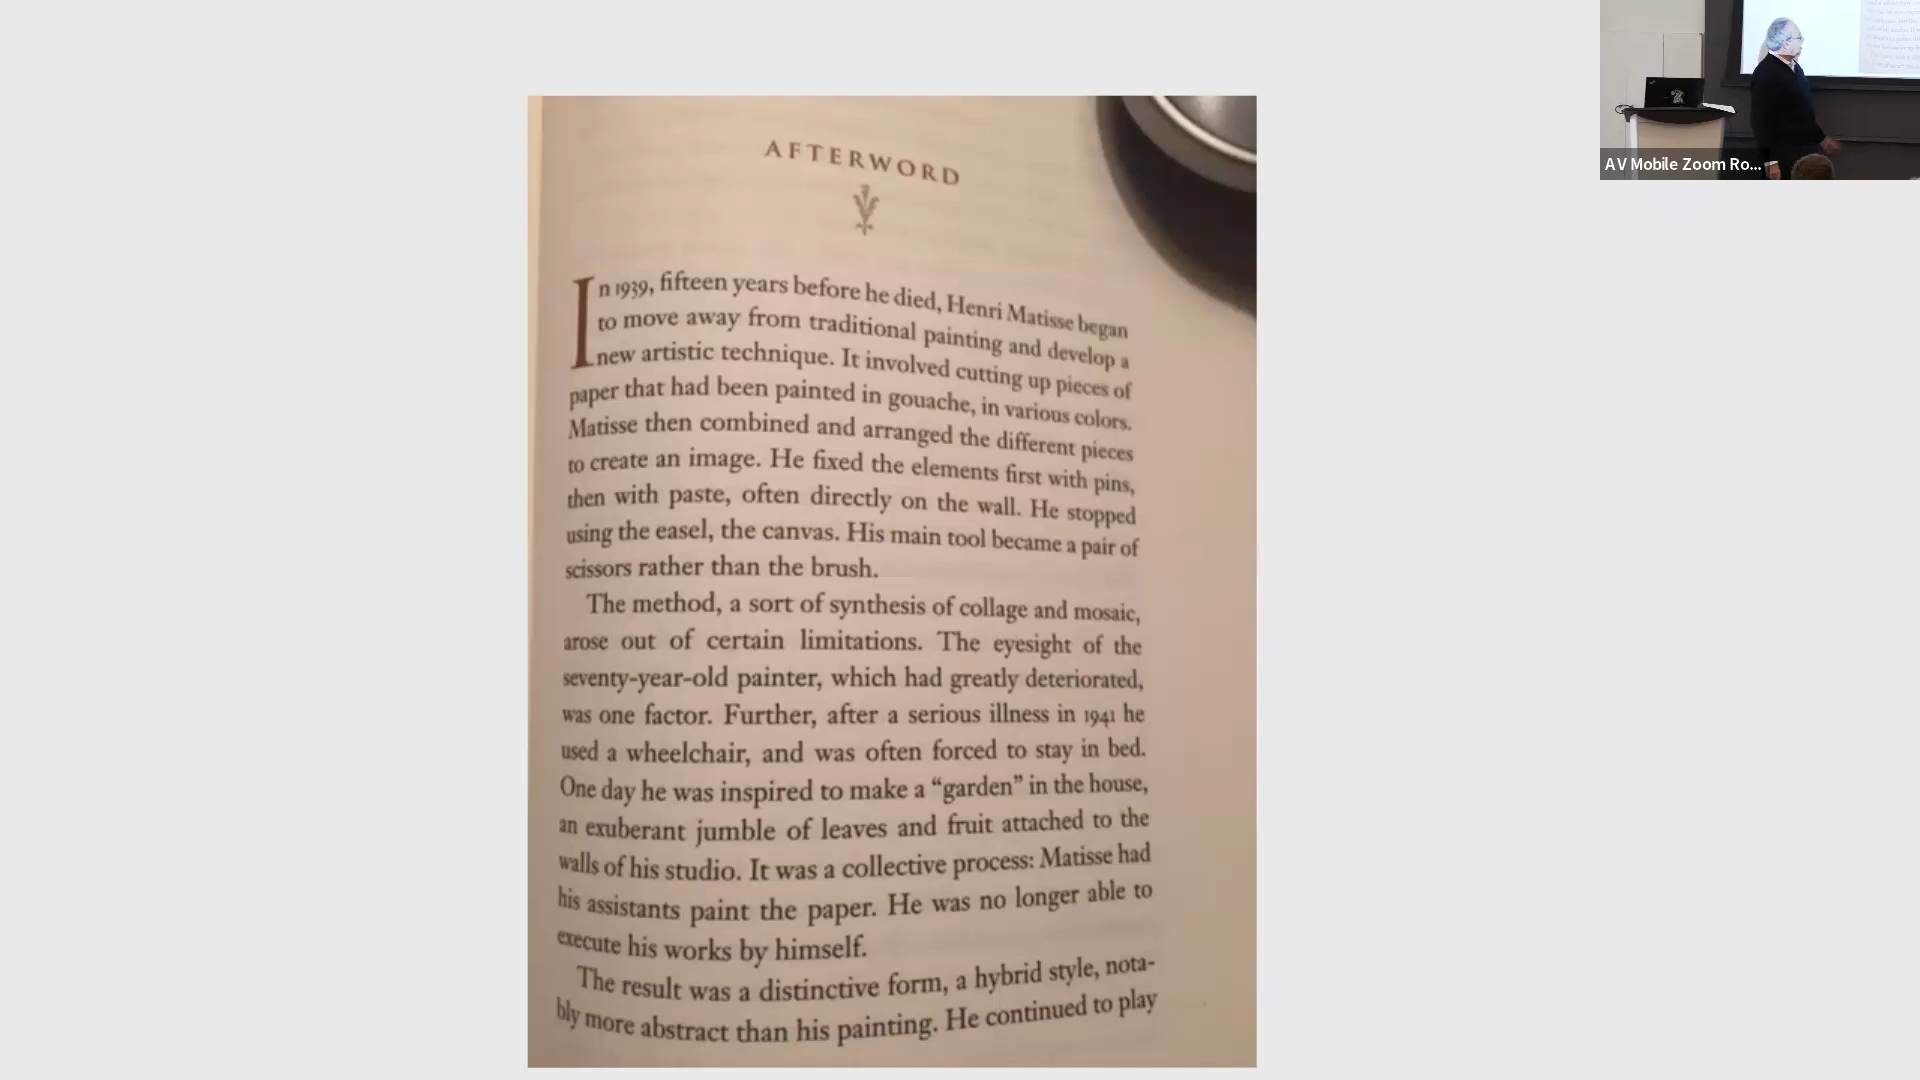 AFTERWORD
In 1939, fifteen years before he died, Henri Matisse began
to move away from traditional painting and develop a
new artistic technique. It involved cutting up pieces of
paper that had been painted in gouache, in various colors.
Matisse then combined and arranged the different pieces
to create an image. He fixed the elements first with pins,
then with paste, often directly on the wall. He stopped
using the easel, the canvas. His main tool became a pair of
scissors rather than the brush.
The method, a sort of synthesis of collage and mosaic,
arose out of certain limitations. The eyesight of the
seventy-year-old painter, which had greatly deteriorated,
was one factor. Further, after a serious illness in 1941 he
used a wheelchair, and was often forced to stay in bed.
One day he was inspired to make a “garden” in the house,
an exuberant jumble of leaves and fruit attached to the
walls of his studio. It was a collective process: Matisse had
his assistants paint the paper. He was no longer able to
execute his works by himself.
The result was a distinctive form, a hybrid style, nota-
bly more abstract than his painting. He continued to play
AV Mobile Zoom Ro...